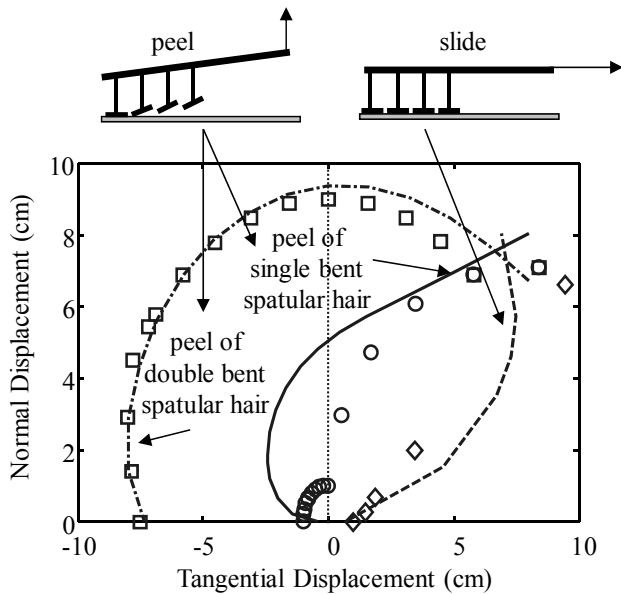 peel
slide
10
8
6
4
2
0
Normal Displacement (cm)
peel of
single bent
spatular hair
peel of
double bent
spatular hair
-10
-5
0
5
10
Tangential Displacement (cm)